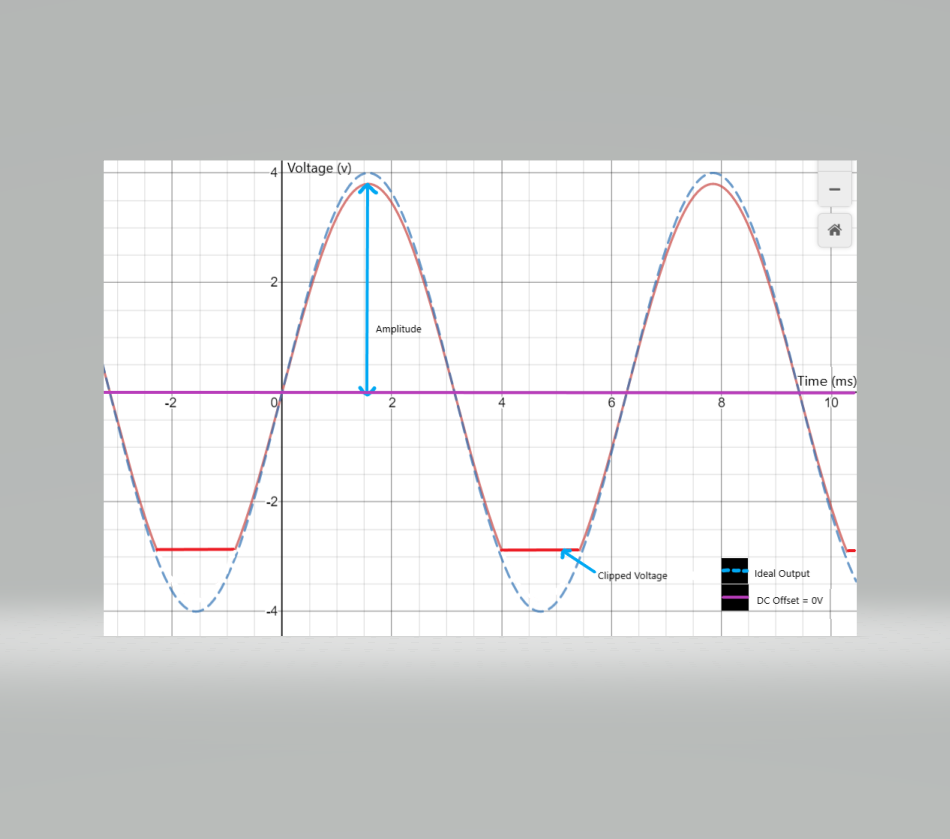 4
Voltage (v)
2
Amplitude
Time (ms)
-2
0
2
4
6
8
10
-2
Clipped Voltage
Ideal Output
DC Offset = 0V
-4